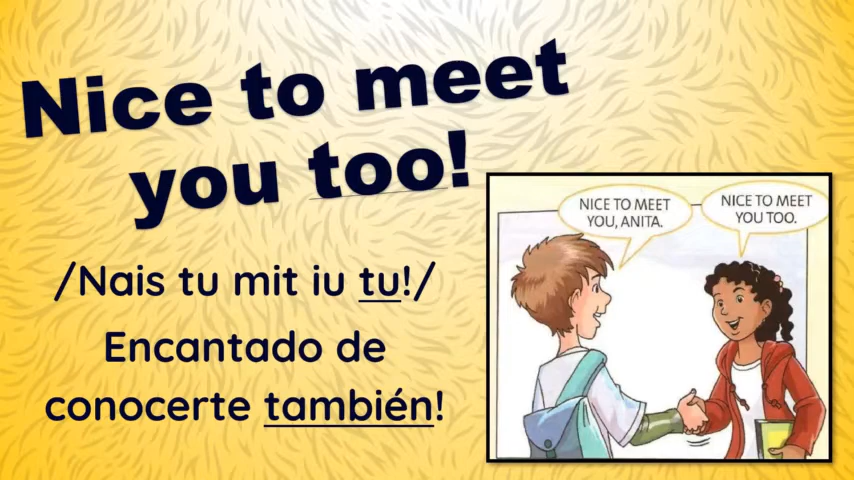 Nice to meet
you too!
/Nais tu mit iu tu!/
Encantado de
conocerte también!
NICE TO MEET
YOU, ANITA.
NICE TO MEET
YOU TOO.